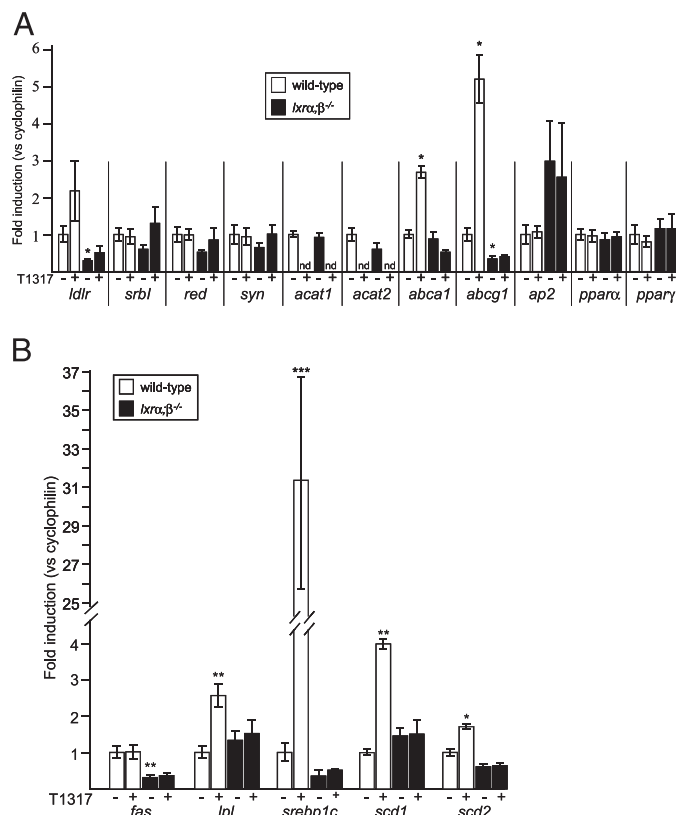 A
Fold induction (vs cyclophilin)
6
5
4
3
2
1
wild-type
lxrα;β-/-
*
*
*
*
nd nd nd nd
T1317 - + - + - + - + - + - + - + - + - + - + - + - + - + - + - + - + - + - + - + - + - + - +
ldlr srbI red syn acat1 acat2 abca1 abcg1 ap2 pparα pparγ
B
Fold induction (vs cyclophilin)
37
35
33
31
29
27
25
4
3
2
1
wild-type
lxrα;β-/-
***
**
**
*
**
T1317 - + - + - + - + - + - + - + - + - + - +
fas lpl srebp1c scd1 scd2